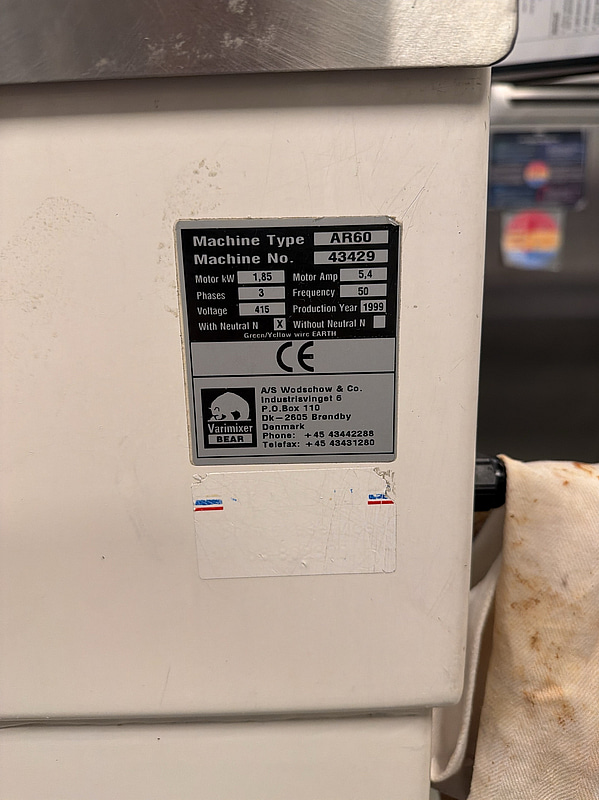 Machine Type AR60
Machine No. 43429
Motor kW 1,85 Motor Amp 5,4
Phases 3 Frequency 50
Voltage 415 Production Year 1999
With Neutral N X Without Neutral N
Green/Yellow wire EARTH
CE
Varimixer
BEAR
A/S Wodschow & Co.
Industrisvinget 6
P.O.Box 110
Dk-2605 Brøndby
Denmark
Phone: +45 43442288
Telefax: +45 43431280